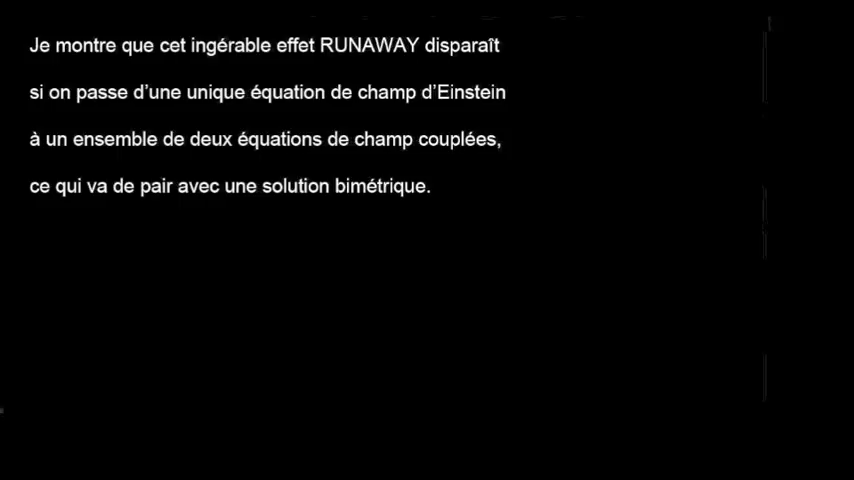 Je montre que cet ingérable effet RUNAWAY disparaît
si on passe d’une unique équation de champ d’Einstein
à un ensemble de deux équations de champ couplées,
ce qui va de pair avec une solution bimétrique.